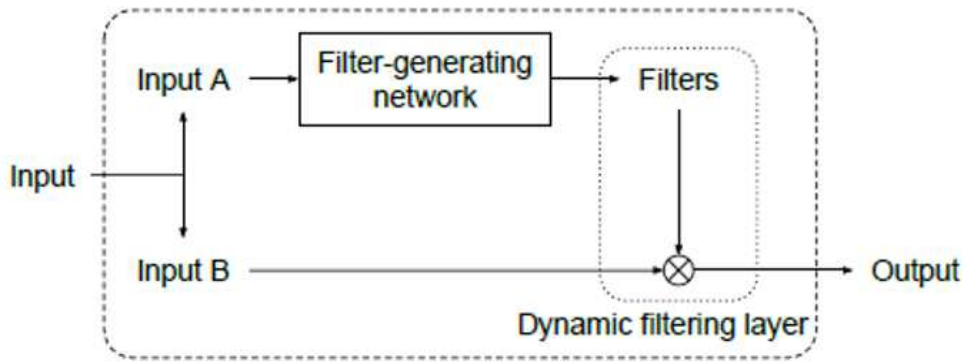 Input A
Filter-generating
network
Filters
Input
Input B
Output
Dynamic filtering layer